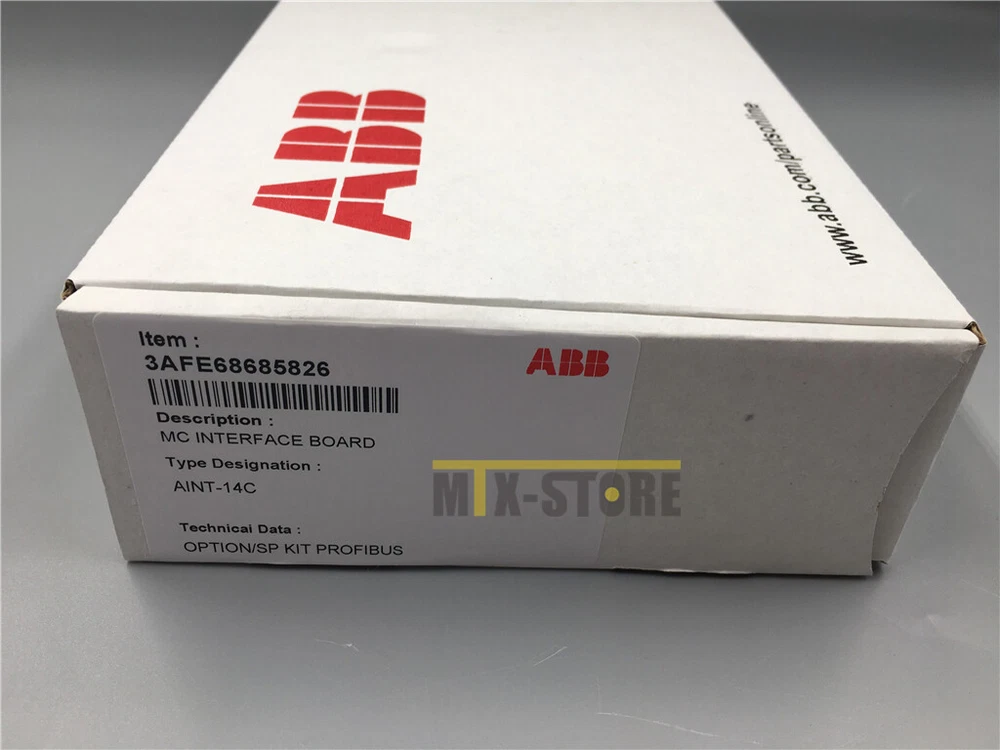 ABB
www.abb.com/partsonline
Item :
3AFE68685826
ABB
Description :
MC INTERFACE BOARD
Type Designation :
AINT-14C
MTX-STORE
Technical Data :
OPTION/SP KIT PROFIBUS